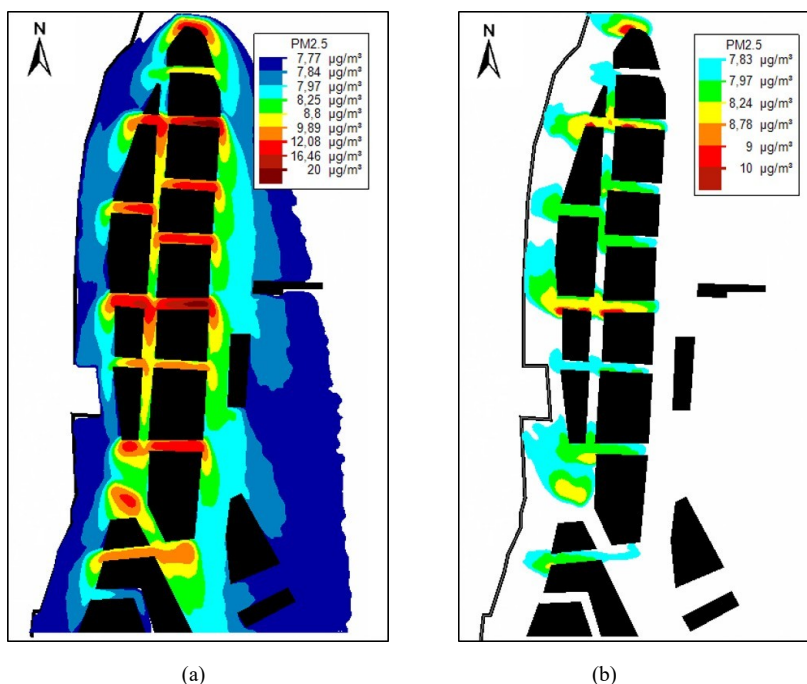 N
PM2.5
7,77 µg/m³
7,84 µg/m³
7,97 µg/m³
8,25 µg/m³
8,8 µg/m³
9,89 µg/m³
12,08 µg/m³
16,46 µg/m³
20 µg/m³
(a)
N
PM2.5
7,83 µg/m³
7,97 µg/m³
8,24 µg/m³
8,78 µg/m³
9 µg/m³
10 µg/m³
(b)